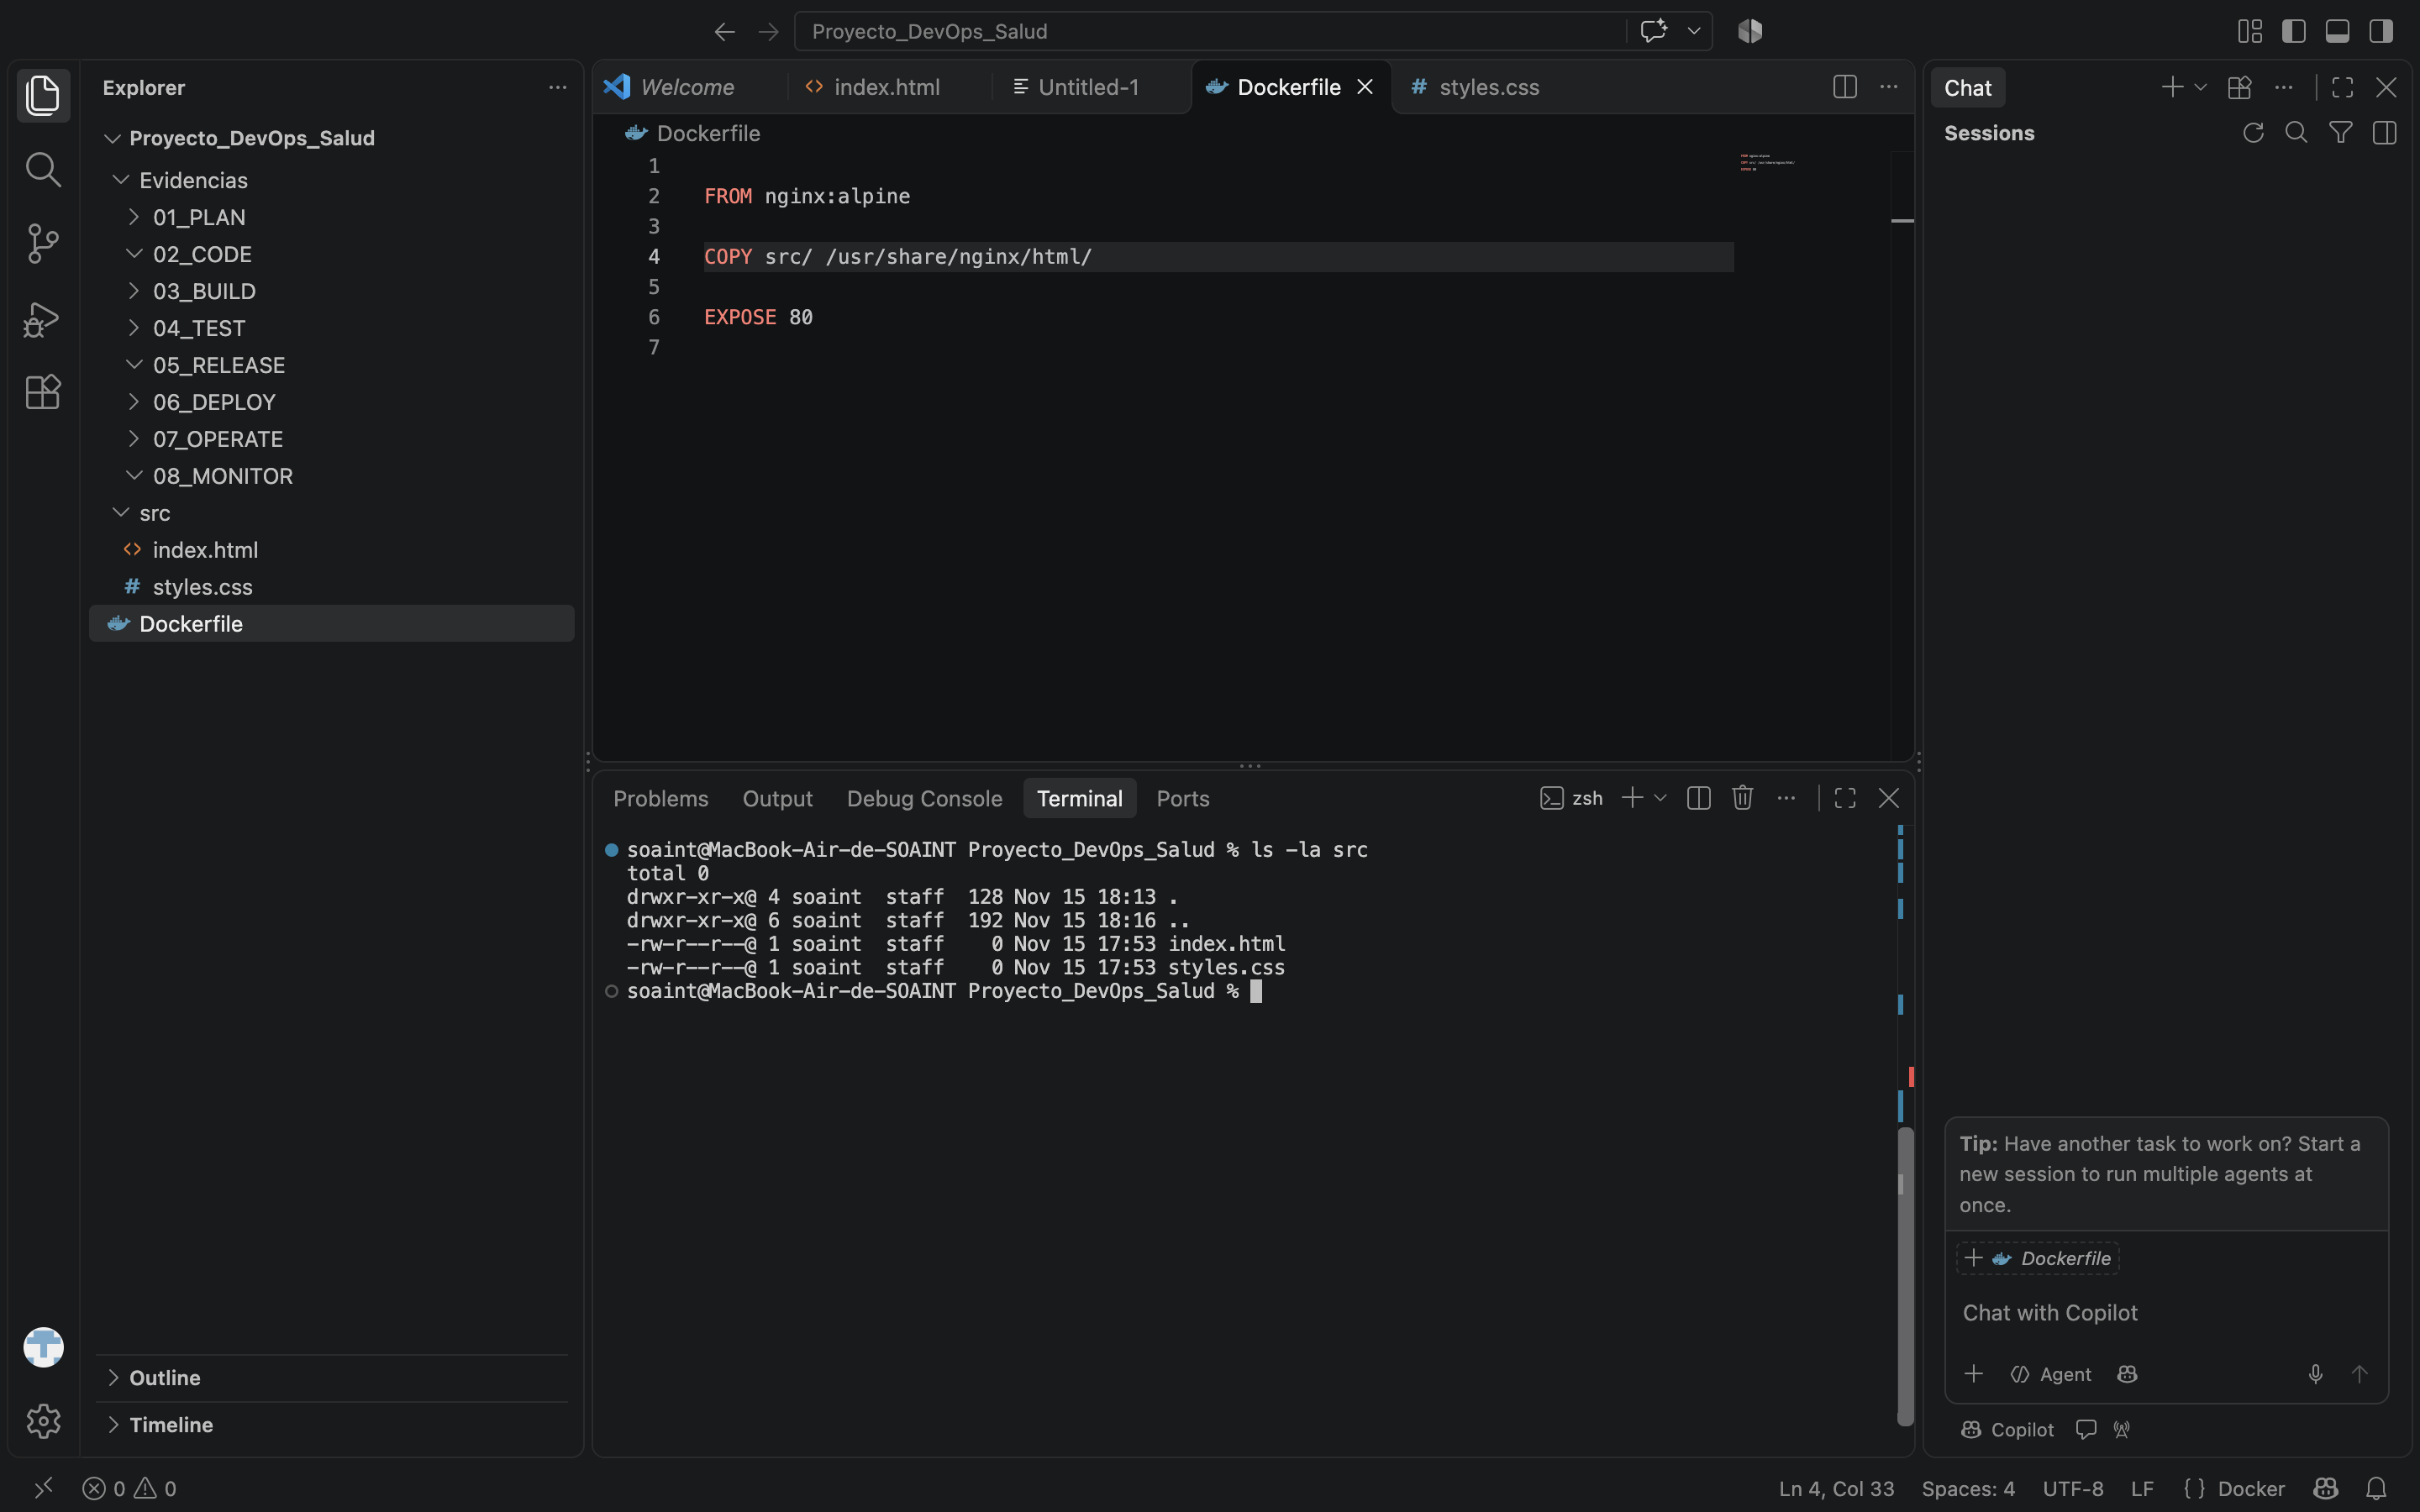 Proyecto_DevOps_Salud
Explorer
Proyecto_DevOps_Salud
Evidencias
01_PLAN
02_CODE
03_BUILD
04_TEST
05_RELEASE
06_DEPLOY
07_OPERATE
08_MONITOR
src
index.html
styles.css
Dockerfile
Outline
Timeline
Welcome index.html Untitled-1 Dockerfile styles.css
Dockerfile
1
2 FROM nginx:alpine
3
4 COPY src/ /usr/share/nginx/html/
5
6 EXPOSE 80
7
Problems Output Debug Console Terminal Ports zsh
soaint@MacBook-Air-de-SOAINT Proyecto_DevOps_Salud % ls -la src
total 0
drwxr-xr-x@ 4 soaint staff 128 Nov 15 18:13 .
drwxr-xr-x@ 6 soaint staff 192 Nov 15 18:16 ..
-rw-r--r--@ 1 soaint staff 0 Nov 15 17:53 index.html
-rw-r--r--@ 1 soaint staff 0 Nov 15 17:53 styles.css
soaint@MacBook-Air-de-SOAINT Proyecto_DevOps_Salud %
Chat
Sessions
Tip: Have another task to work on? Start a
new session to run multiple agents at
once.
Dockerfile
Chat with Copilot
Agent
Copilot
0 0
Ln 4, Col 33 Spaces: 4 UTF-8 LF { } Docker